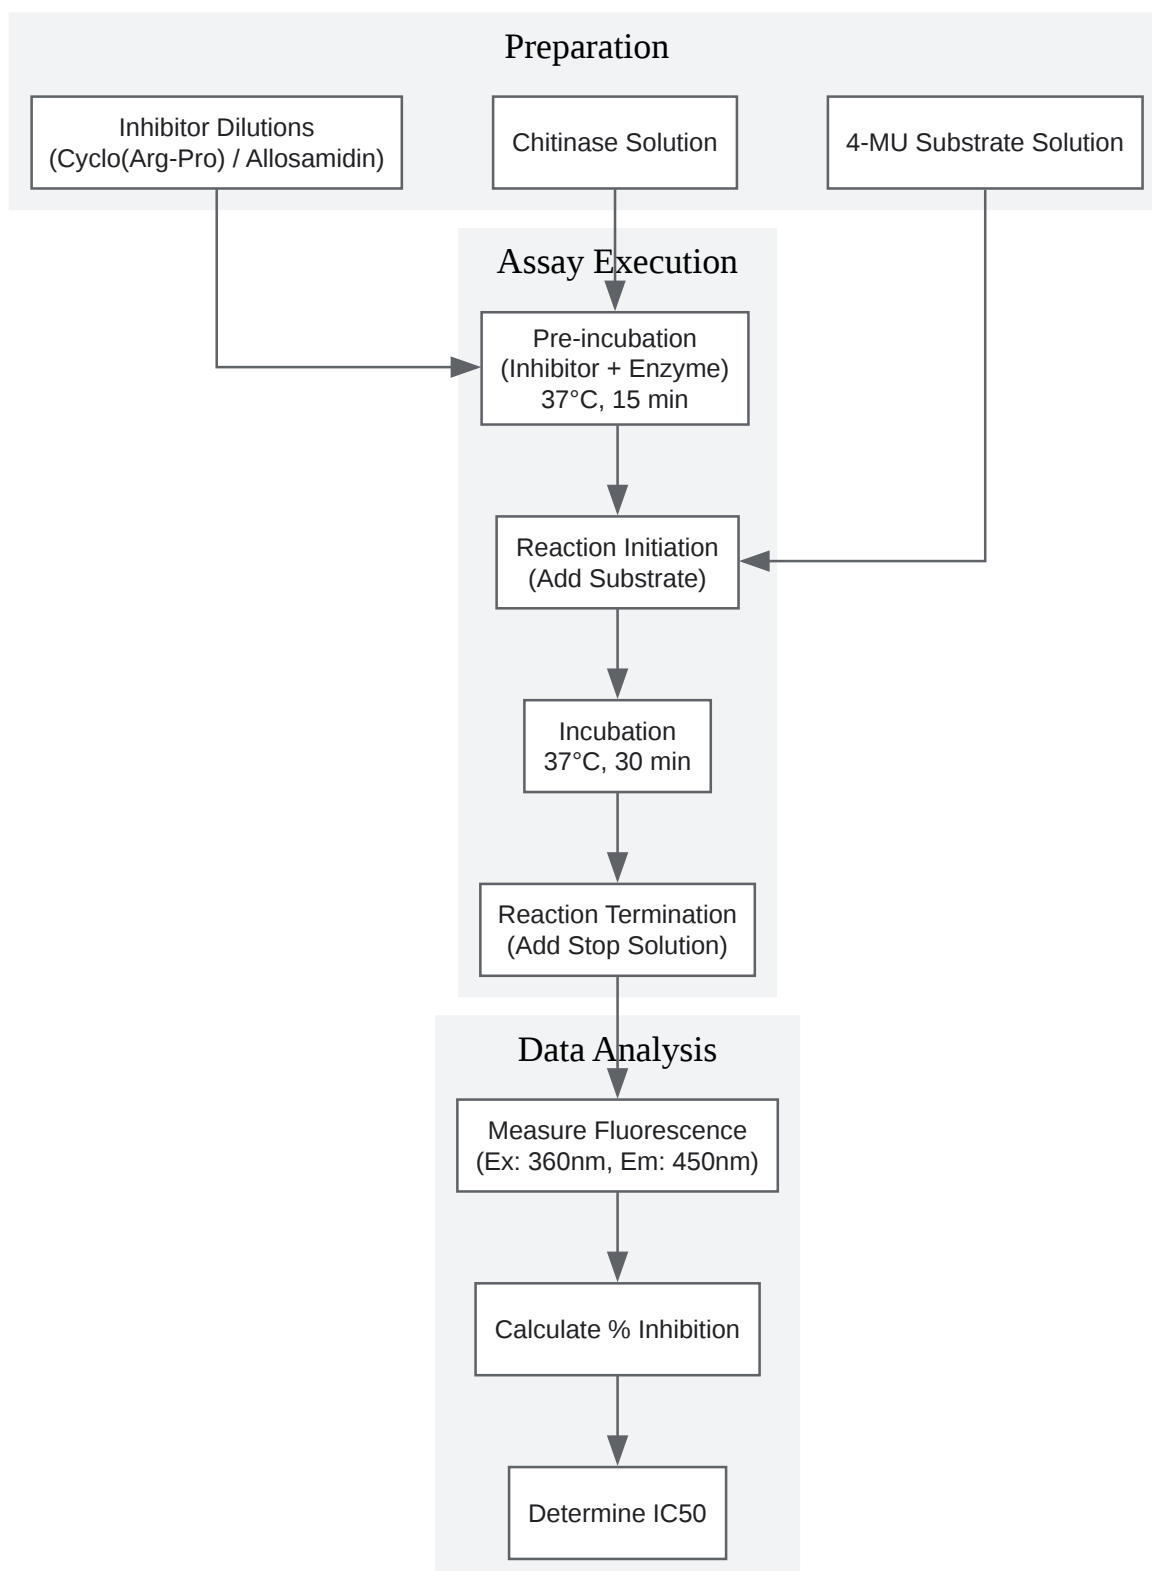 Preparation
Inhibitor Dilutions
(Cyclo(Arg-Pro) / Allosamidin)
Chitinase Solution
4-MU Substrate Solution
Assay Execution
Pre-incubation
(Inhibitor + Enzyme)
37°C, 15 min
Reaction Initiation
(Add Substrate)
Incubation
37°C, 30 min
Reaction Termination
(Add Stop Solution)
Data Analysis
Measure Fluorescence
(Ex: 360nm, Em: 450nm)
Calculate % Inhibition
Determine IC50